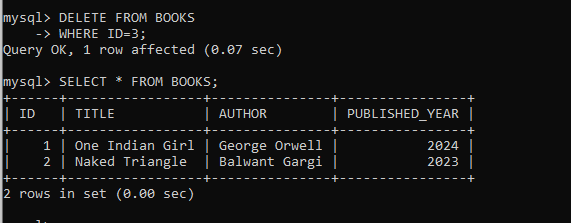 mysql> DELETE FROM BOOKS
    -> WHERE ID=3;
Query OK, 1 row affected (0.07 sec)
mysql> SELECT * FROM BOOKS;
+------+-----------------+---------------+----------------+
| ID   | TITLE           | AUTHOR        | PUBLISHED_YEAR |
+------+-----------------+---------------+----------------+
|    1 | One Indian Girl | George Orwell |           2024 |
|    2 | Naked Triangle  | Balwant Gargi |           2023 |
+------+-----------------+---------------+----------------+
2 rows in set (0.00 sec)